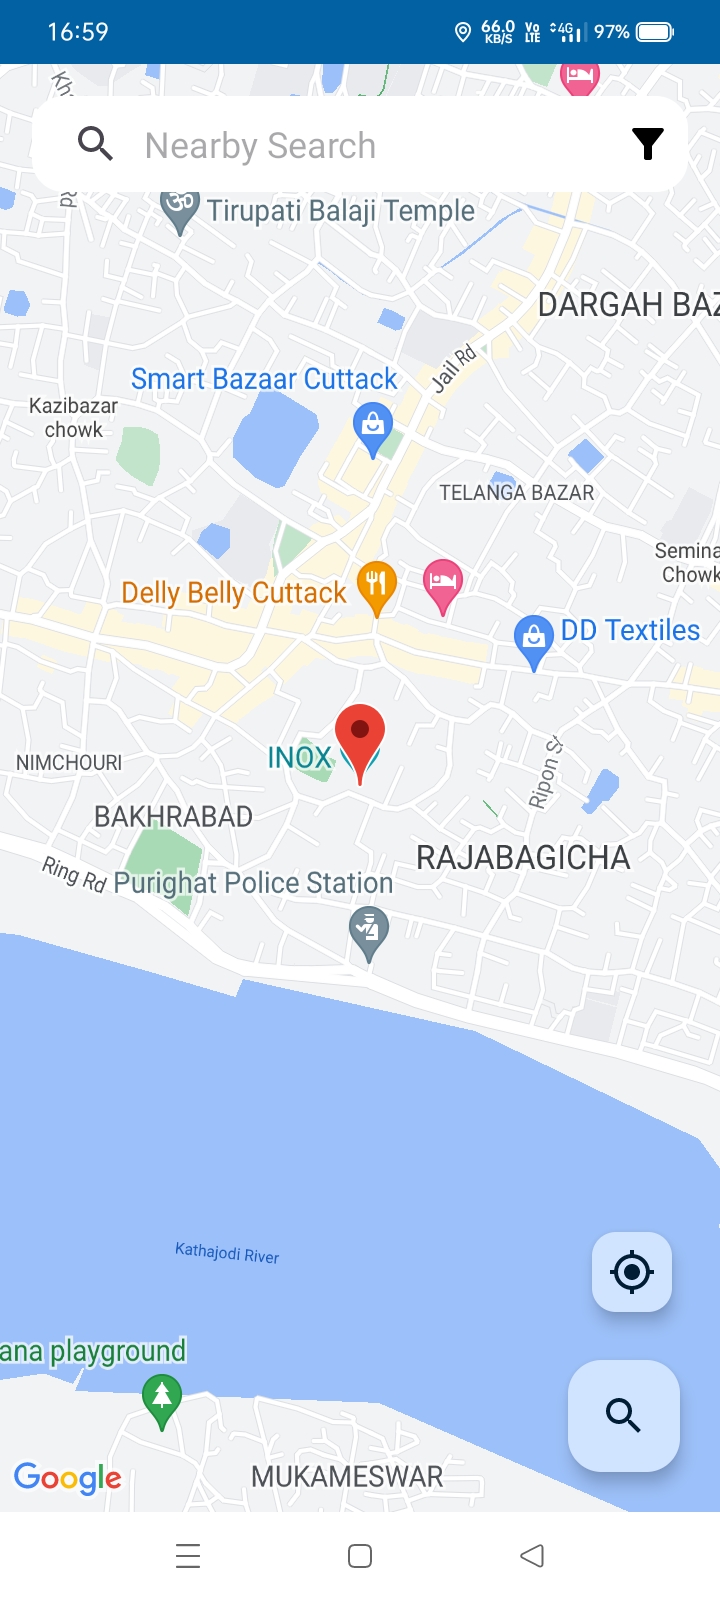 16:59
66.0
KB/S
Vo
LTE
4G
97%
Nearby Search
Rd
Tirupati Balaji Temple
DARGAH BAZ
Jail Rd
Smart Bazaar Cuttack
Kazibazar
chowk
TELANGA BAZAR
Semina
Chowk
Delly Belly Cuttack
DD Textiles
INOX
NIMCHOURI
Ripon St
BAKHRABAD
RAJABAGICHA
Ring Rd
Purighat Police Station
Kathajodi River
ana playground
Google
MUKAMESWAR